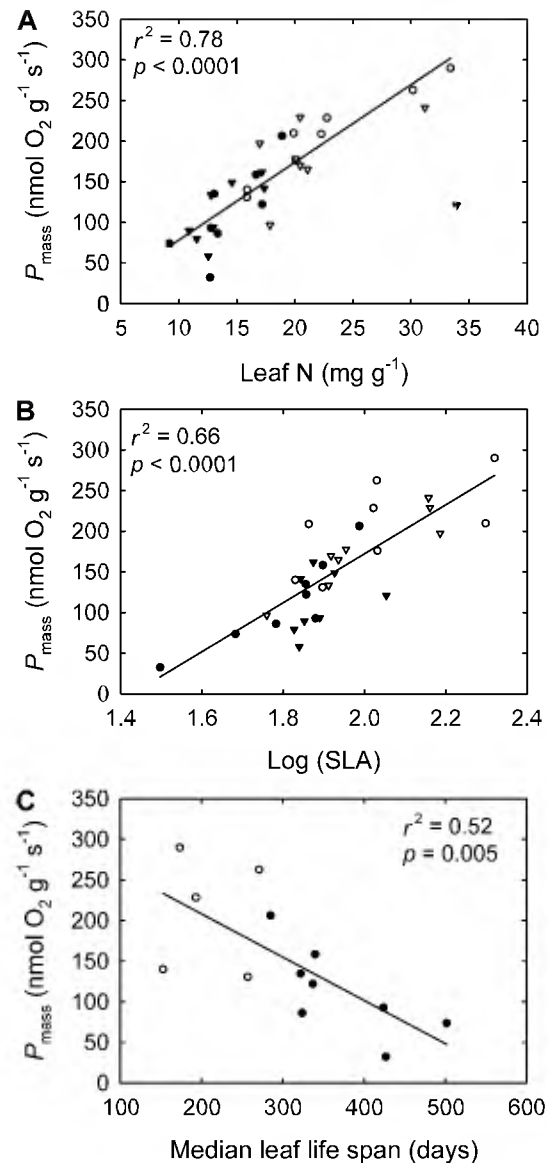 A
r² = 0.78
p < 0.0001
350
300
250
200
150
100
50
0
P_mass (nmol O₂ g⁻¹ s⁻¹)
5 10 15 20 25 30 35 40
Leaf N (mg g⁻¹)
B
r² = 0.66
p < 0.0001
350
300
250
200
150
100
50
0
P_mass (nmol O₂ g⁻¹ s⁻¹)
1.4 1.6 1.8 2.0 2.2 2.4
Log (SLA)
C
r² = 0.52
p = 0.005
350
300
250
200
150
100
50
0
P_mass (nmol O₂ g⁻¹ s⁻¹)
100 200 300 400 500 600
Median leaf life span (days)